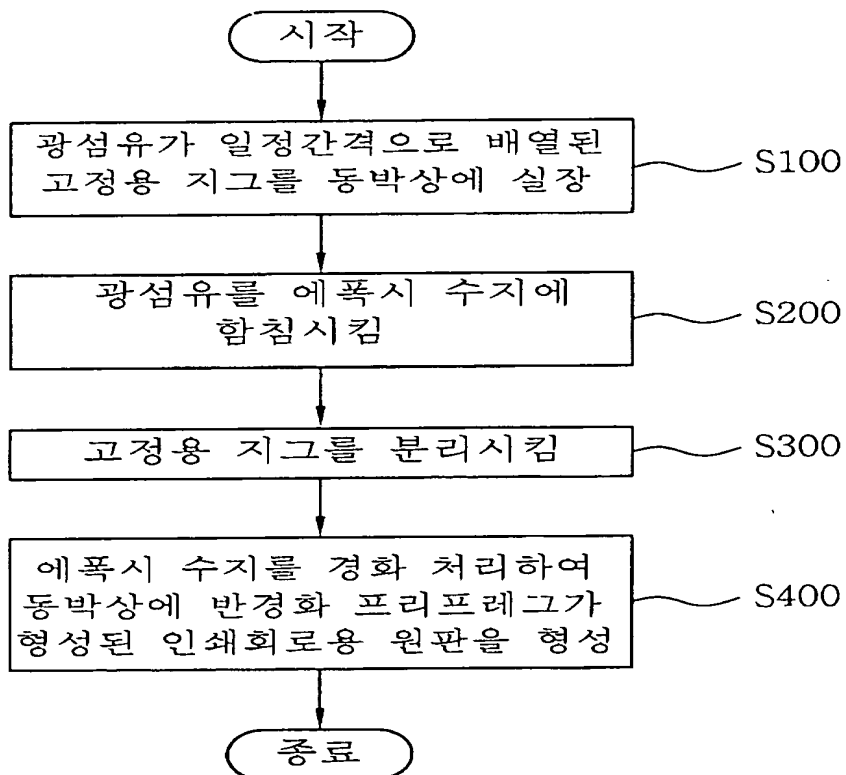 시작
광섬유가 일정간격으로 배열된
고정용 지그를 동박상에 실장
S100
광섬유를 에폭시 수지에
함침시킴
S200
고정용 지그를 분리시킴
S300
에폭시 수지를 경화 처리하여
동박상에 반경화 프리프레그가
형성된 인쇄회로용 원판을 형성
S400
종료